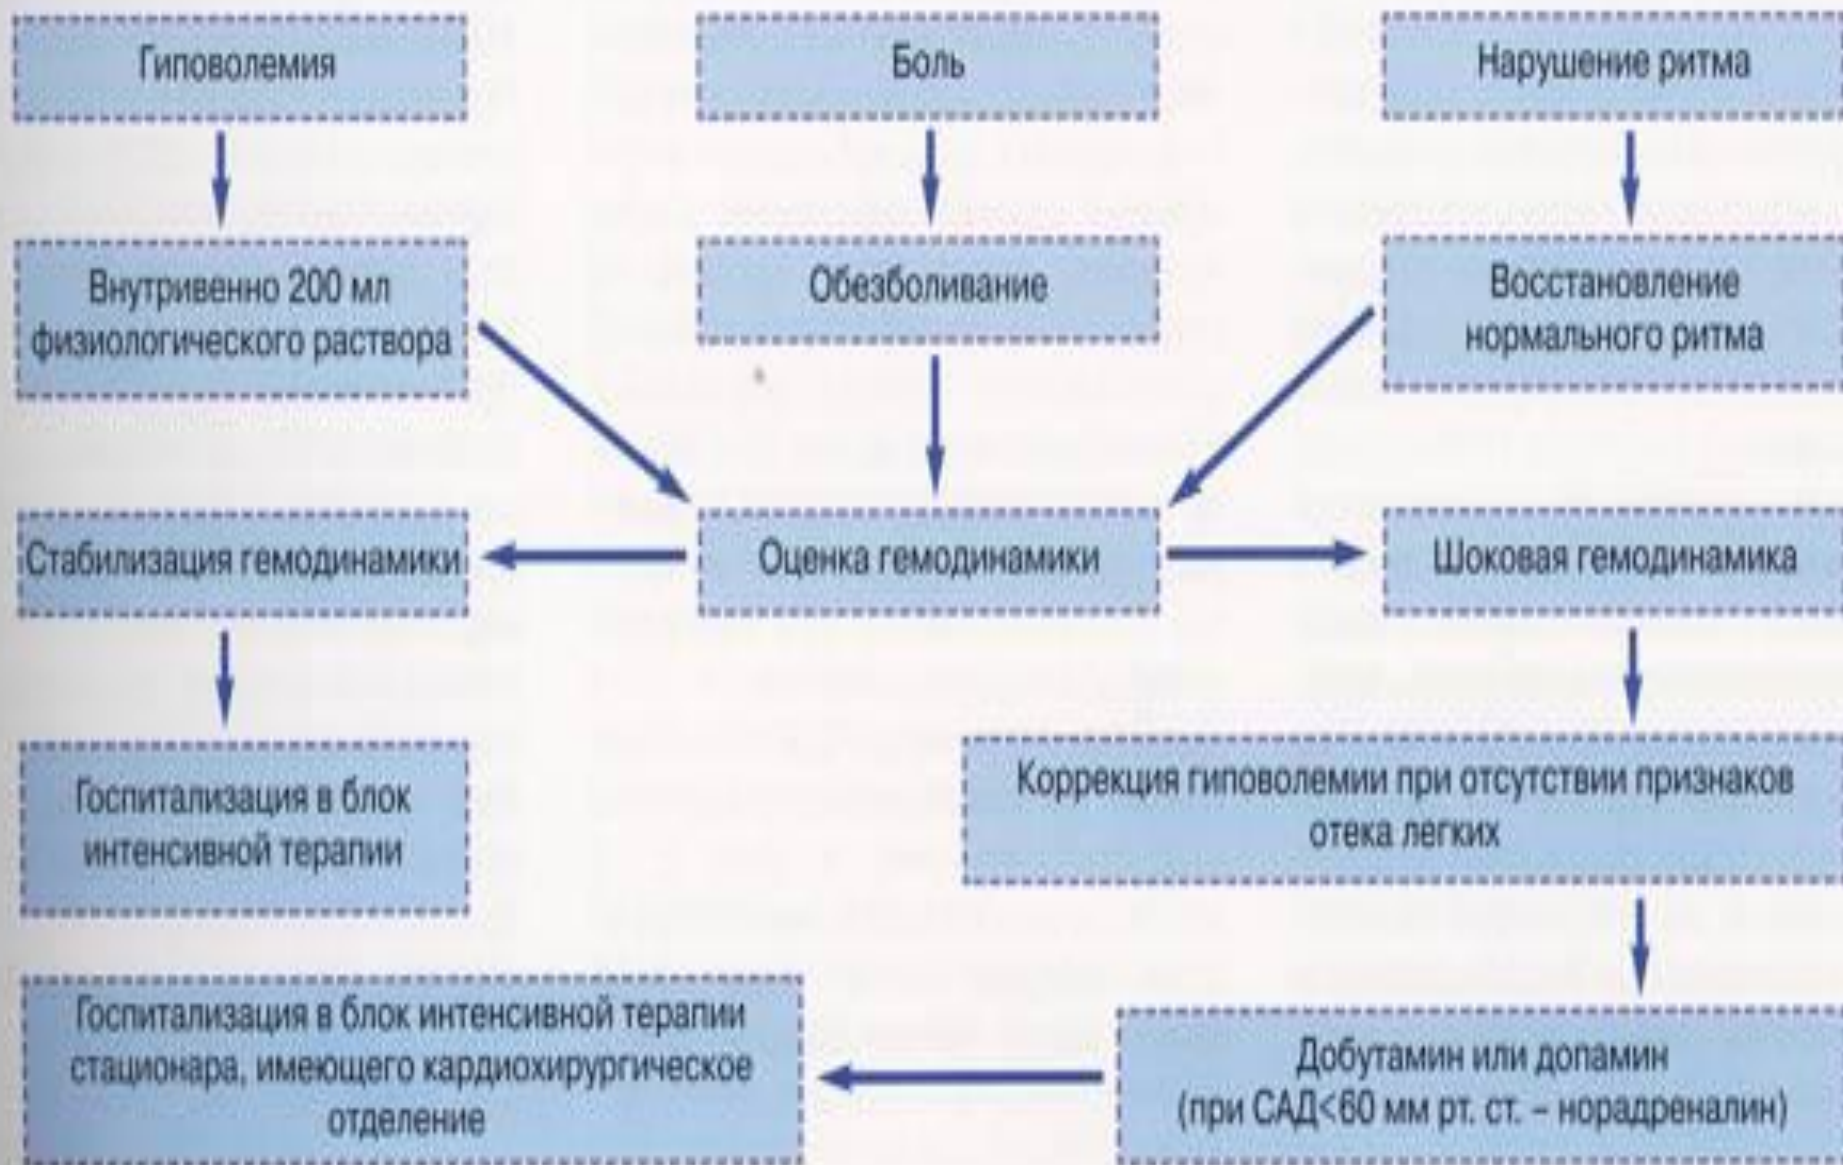 Гиповолемия
Боль
Нарушение ритма
Внутривенно 200 мл
физиологического раствора
Обезболивание
Восстановление
нормального ритма
Стабилизация гемодинамики
Оценка гемодинамики
Шоковая гемодинамика
Госпитализация в блок
интенсивной терапии
Коррекция гиповолемии при отсутствии признаков
отека легких
Госпитализация в блок интенсивной терапии
стационара, имеющего кардиохирургическое
отделение
Добутамин или допамин
(при САД<60 мм рт. ст. – норадреналин)